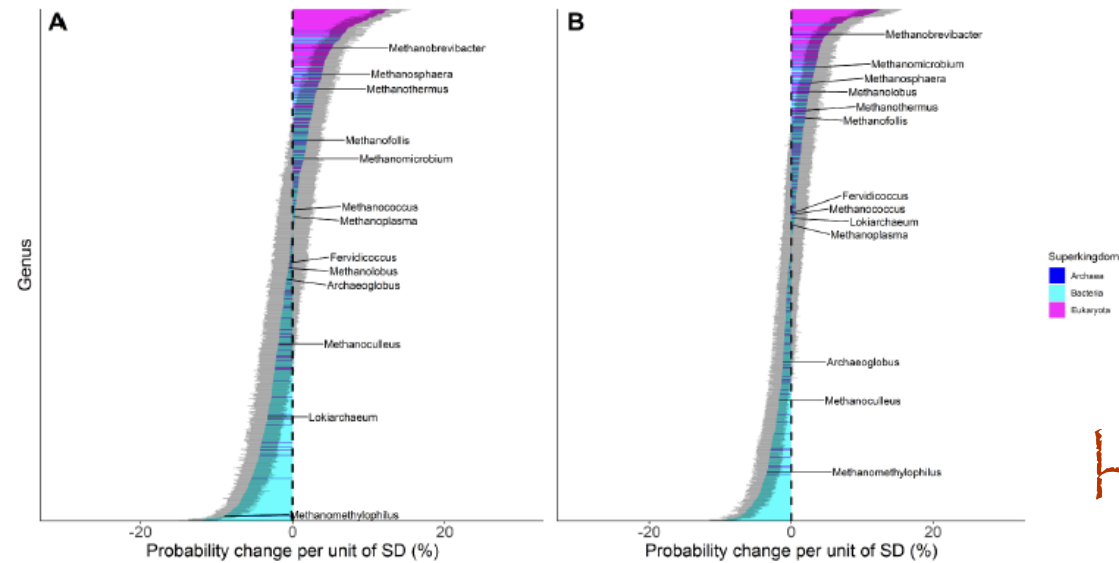 A
Methanobrevibacter
Methanosphaera
Methanothermus
Methanofollis
Methanomicrobium
Methanococcus
Methanoplasma
Fervidicoccus
Methanolobus
Archaeoglobus
Methanoculleus
Lokiarchaeum
Methanomethylophilus
Genus
-20 0 20
Probability change per unit of SD (%)
B
Methanobrevibacter
Methanomicrobium
Methanosphaera
Methanolobus
Methanothermus
Methanofollis
Fervidicoccus
Methanococcus
Lokiarchaeum
Methanoplasma
Archaeoglobus
Methanoculleus
Methanomethylophilus
-20 0 20
Probability change per unit of SD (%)
Superkingdom
Archaea
Bacteria
Eukaryota